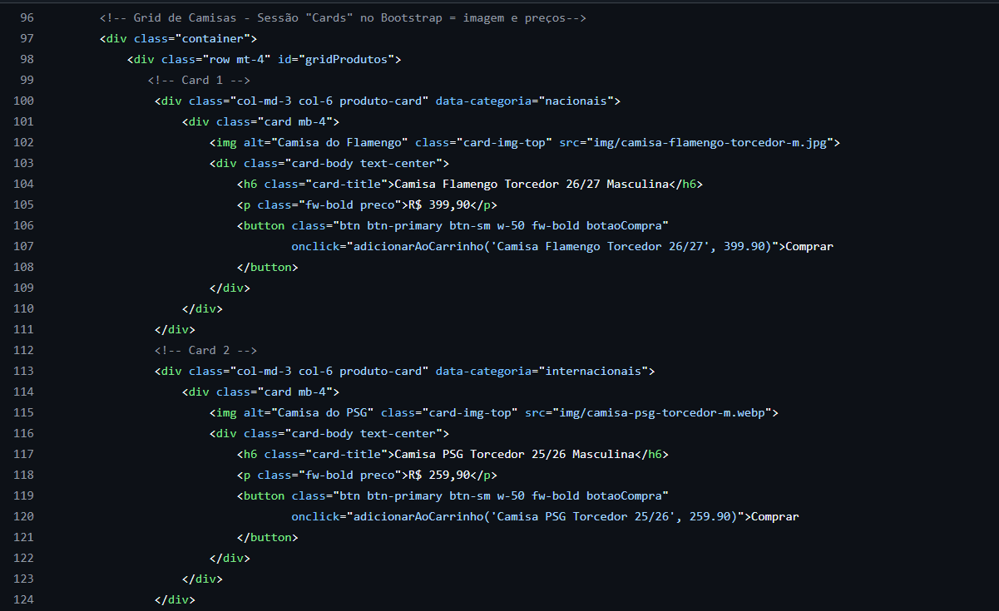 96 <!-- Grid de Camisas - Sessão "Cards" no Bootstrap = imagem e preços-->
97 <div class="container">
98 <div class="row mt-4" id="gridProdutos">
99 <!-- Card 1 -->
100 <div class="col-md-3 col-6 produto-card" data-categoria="nacionais">
101 <div class="card mb-4">
102 <img alt="Camisa do Flamengo" class="card-img-top" src="img/camisa-flamengo-torcedor-m.jpg">
103 <div class="card-body text-center">
104 <h6 class="card-title">Camisa Flamengo Torcedor 26/27 Masculina</h6>
105 <p class="fw-bold preco">R$ 399,90</p>
106 <button class="btn btn-primary btn-sm w-50 fw-bold botaoCompra"
107 onclick="adicionarAoCarrinho('Camisa Flamengo Torcedor 26/27', 399.90)">Comprar
108 </button>
109 </div>
110 </div>
111 </div>
112 <!-- Card 2 -->
113 <div class="col-md-3 col-6 produto-card" data-categoria="internacionais">
114 <div class="card mb-4">
115 <img alt="Camisa do PSG" class="card-img-top" src="img/camisa-psg-torcedor-m.webp">
116 <div class="card-body text-center">
117 <h6 class="card-title">Camisa PSG Torcedor 25/26 Masculina</h6>
118 <p class="fw-bold preco">R$ 259,90</p>
119 <button class="btn btn-primary btn-sm w-50 fw-bold botaoCompra"
120 onclick="adicionarAoCarrinho('Camisa PSG Torcedor 25/26', 259.90)">Comprar
121 </button>
122 </div>
123 </div>
124 </div>